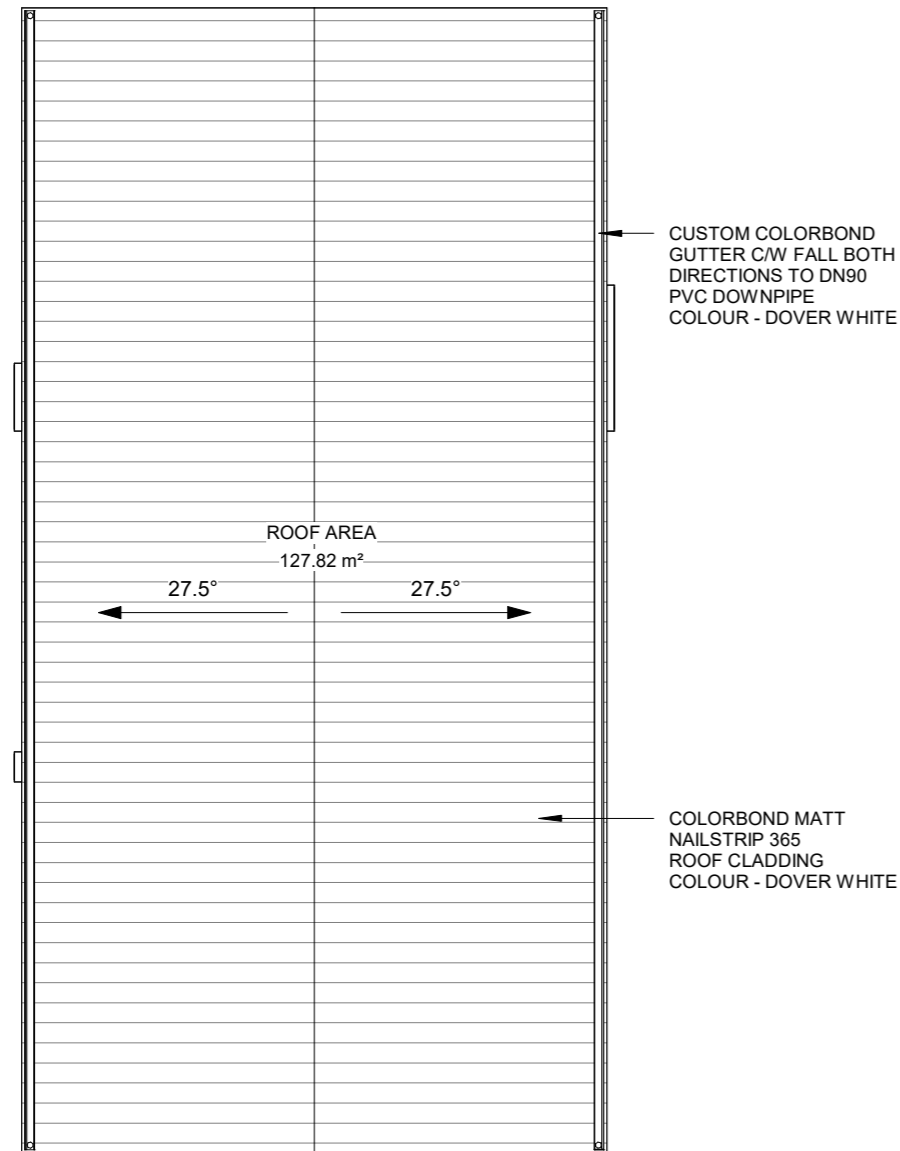 CUSTOM COLORBOND
GUTTER C/W FALL BOTH
DIRECTIONS TO DN90
PVC DOWNPIPE
COLOUR - DOVER WHITE
ROOF AREA
127.82 m²
27.5°
27.5°
COLORBOND MATT
NAILSTRIP 365
ROOF CLADDING
COLOUR - DOVER WHITE